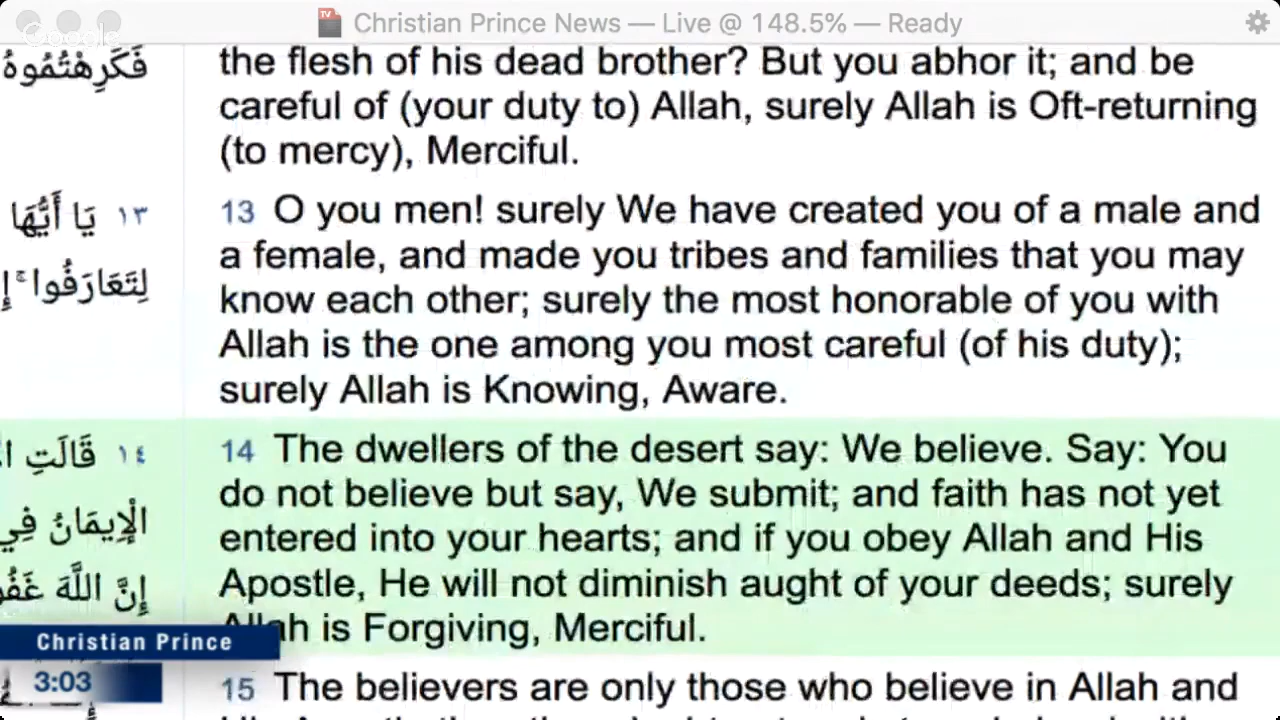 Christian Prince News — Live @ 148.5% — Ready
Google
the flesh of his dead brother? But you abhor it; and be
careful of (your duty to) Allah, surely Allah is Oft-returning
(to mercy), Merciful.
فَكَرِهْتُمُوهُ
13 O you men! surely We have created you of a male and
a female, and made you tribes and families that you may
know each other; surely the most honorable of you with
Allah is the one among you most careful (of his duty);
surely Allah is Knowing, Aware.
١٣ يَا أَيُّهَا
لِتَعَارَفُوا ۚ
14 The dwellers of the desert say: We believe. Say: You
do not believe but say, We submit; and faith has not yet
entered into your hearts; and if you obey Allah and His
Apostle, He will not diminish aught of your deeds; surely
Allah is Forgiving, Merciful.
١٤ قَالَتِ
الْإِيمَانُ فِي
إِنَّ اللَّهَ
Christian Prince
3:03
15 The believers are only those who believe in Allah and